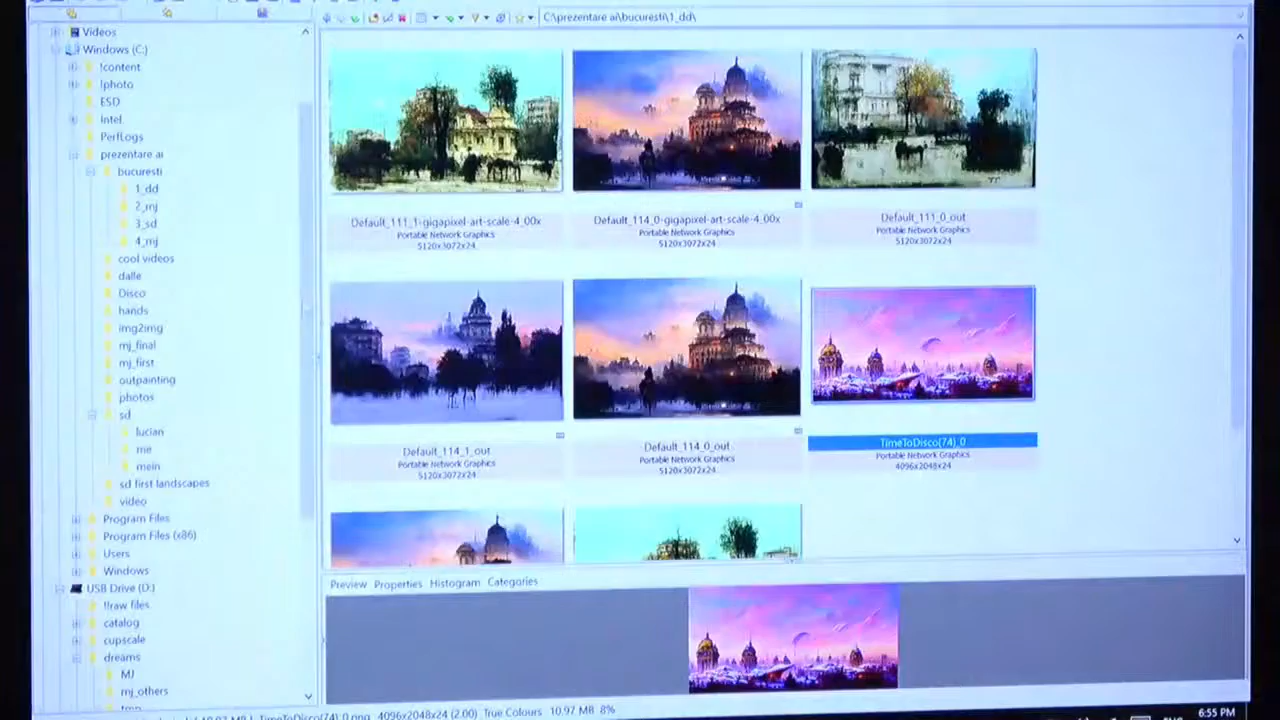 C:\prezentare ai\bucuresti\1_dd\
Videos
Windows (C:)
!content
!photo
ESD
Intel
PerfLogs
prezentare ai
bucuresti
1_dd
2_mj
3_sd
4_mj
cool videos
dalle
Disco
hands
img2img
mj_final
mj_first
outpainting
photos
sd
lucian
me
mein
sd first landscapes
video
Program Files
Program Files (x86)
Users
Windows
USB Drive (D:)
!!raw files
catalog
cupscale
dreams
MJ
mj_others
Default_111_1-gigapixel-art-scale-4_00x
Portable Network Graphics
5120x3072x24
Default_114_0-gigapixel-art-scale-4_00x
Portable Network Graphics
5120x3072x24
Default_111_0_out
Portable Network Graphics
5120x3072x24
Default_114_1_out
Portable Network Graphics
5120x3072x24
Default_114_0_out
Portable Network Graphics
5120x3072x24
TimeToDisco(74)_0
Portable Network Graphics
4096x2048x24
Preview Properties Histogram Categories
TimeToDisco(74)_0.png 4096x2048x24 (2.00) True Colours 10.97 MB 8%
6:55 PM